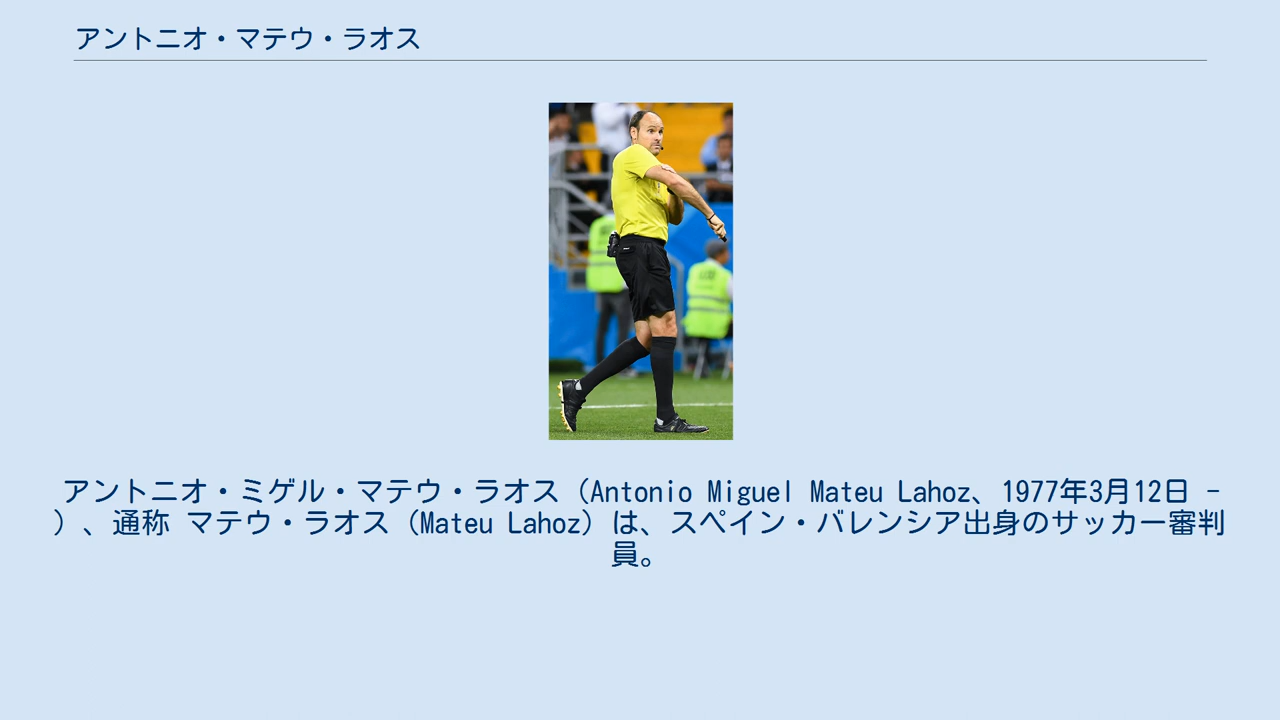 アントニオ・マテウ・ラオス
アントニオ・ミゲル・マテウ・ラオス（Antonio Miguel Mateu Lahoz、1977年3月12日 -
）、通称 マテウ・ラオス（Mateu Lahoz）は、スペイン・バレンシア出身のサッカー審判
員。